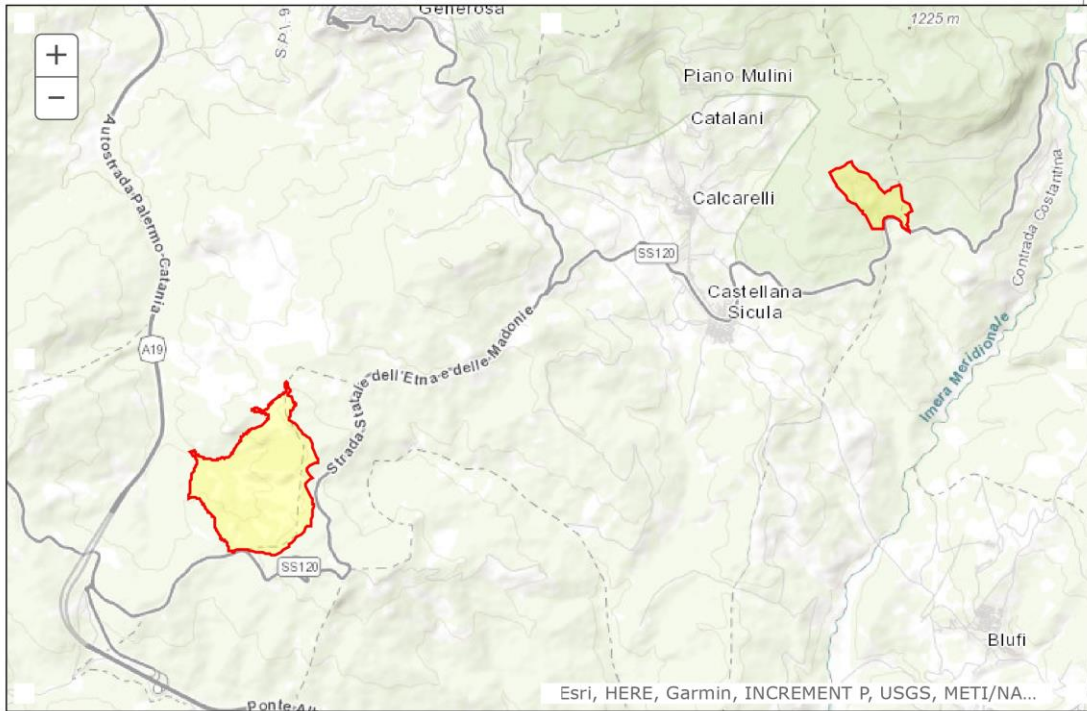 Generosa
1225 m
S.P.\.9
+
−
Piano Mulini
Catalani
Autostrada Palermo-Catania
Contrada Costantina
Calcarelli
SS120
Castellana
Sicula
Imera Meridionale
A19
Strada Statale dell'Etna e delle Madonie
SS120
Blufi
Esri, HERE, Garmin, INCREMENT P, USGS, METI/NA...